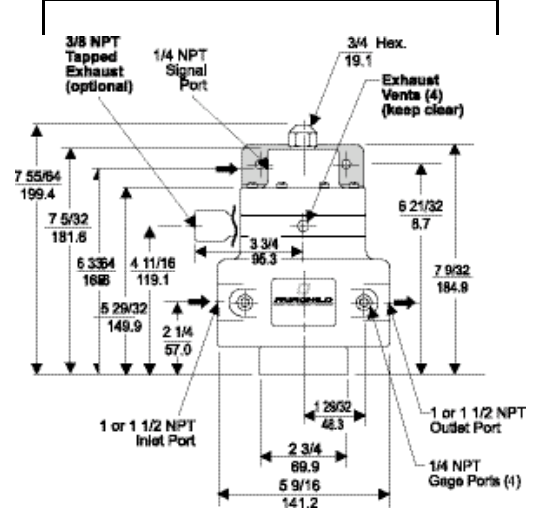 3/8 NPT
Tapped
Exhaust
(optional)
1/4 NPT
Signal
Port
3/4 Hex.
19.1
Exhaust
Vents (4)
(keep clear)
7 55/64
199.4
7 5/32
181.6
6 33/64
5 29/32
149.9
4 11/16
119.1
2 1/4
57.0
3 3/4
95.3
6 21/32
8.7
7 9/32
184.9
FAIRCHILD
1 or 1 1/2 NPT
Inlet Port
1 29/32
48.3
2 3/4
69.9
5 9/16
141.2
1 or 1 1/2 NPT
Outlet Port
1/4 NPT
Gage Ports (4)